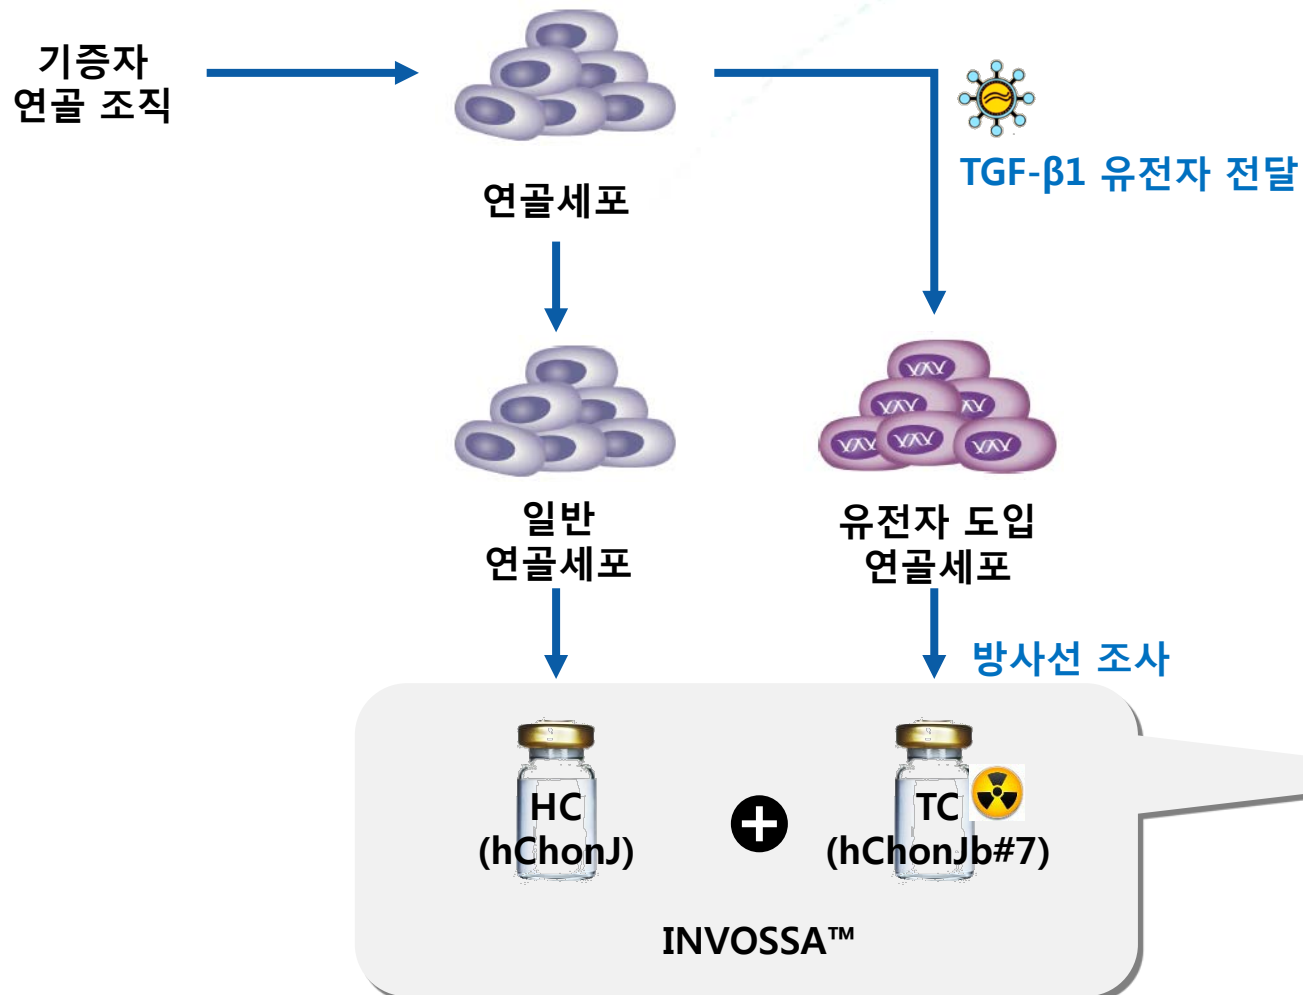 기증자
연골 조직
연골세포
TGF-β1 유전자 전달
일반
연골세포
유전자 도입
연골세포
방사선 조사
HC
(hChonJ)
TC
(hChonJb#7)
INVOSSA™